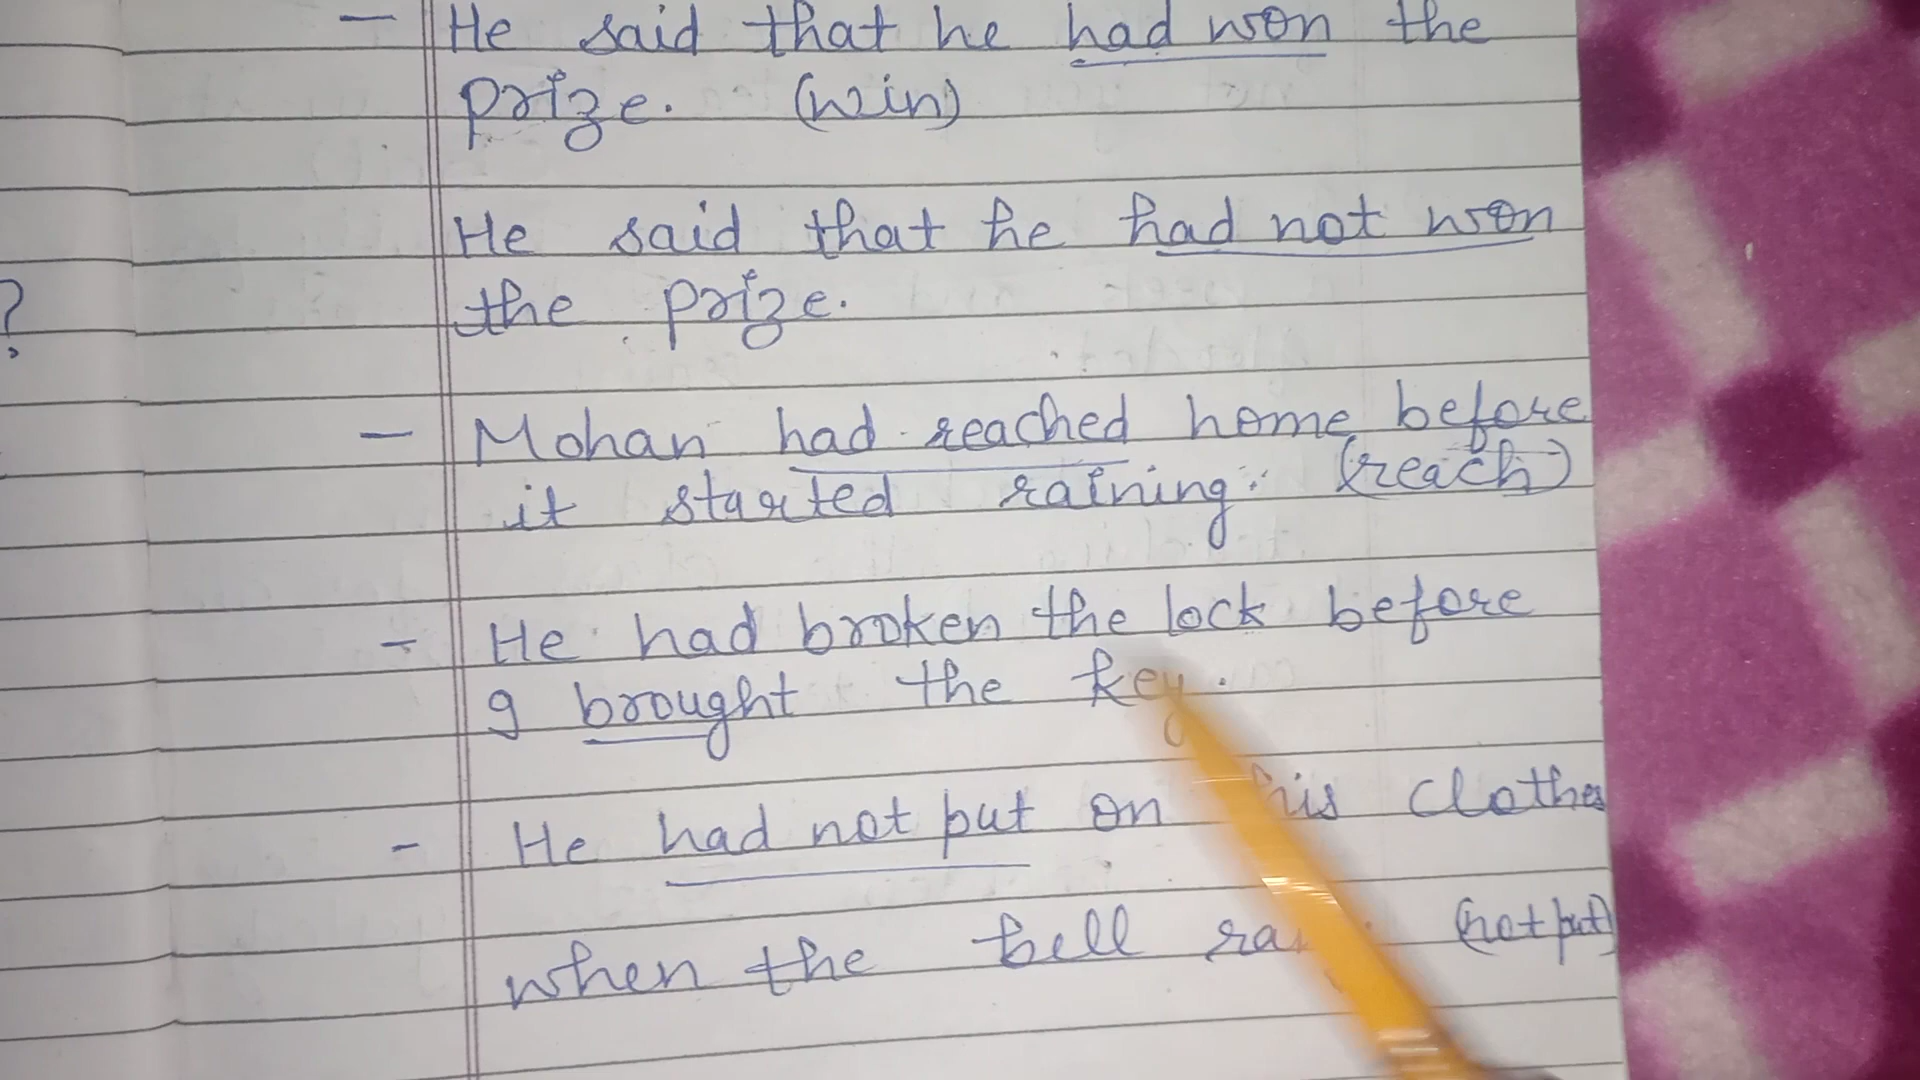 — He said that he had won the
prize. (win)
He said that he had not won
the prize.
?
— Mohan had reached home before
it started raining. (reach)
- He had broken the lock before
I brought the key.
- He had not put on his clothes
when the bell (not put)